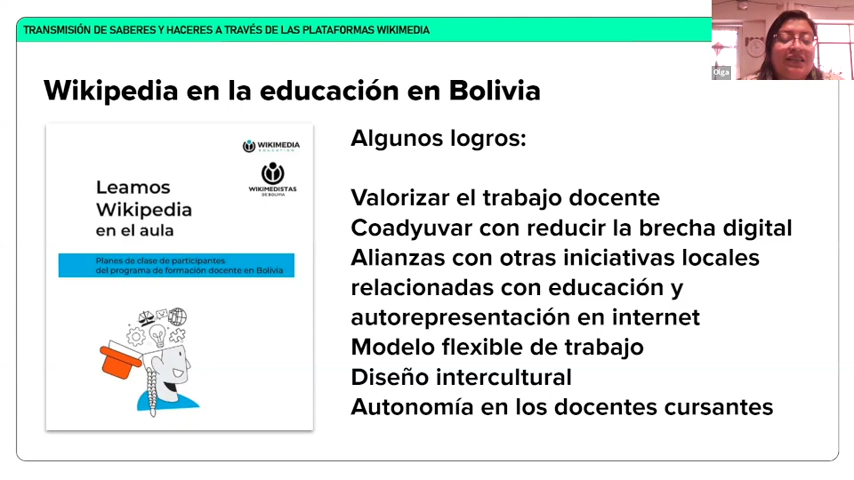 TRANSMISIÓN DE SABERES Y HACERES A TRAVÉS DE LAS PLATAFORMAS WIKIMEDIA
Olga
Wikipedia en la educación en Bolivia
WIKIMEDIA
EDUCATION
WIKIMEDISTAS
DE BOLIVIA
Leamos
Wikipedia
en el aula
Planes de clase de participantes
del programa de formación docente en Bolivia
Algunos logros:
Valorizar el trabajo docente
Coadyuvar con reducir la brecha digital
Alianzas con otras iniciativas locales
relacionadas con educación y
autorepresentación en internet
Modelo flexible de trabajo
Diseño intercultural
Autonomía en los docentes cursantes